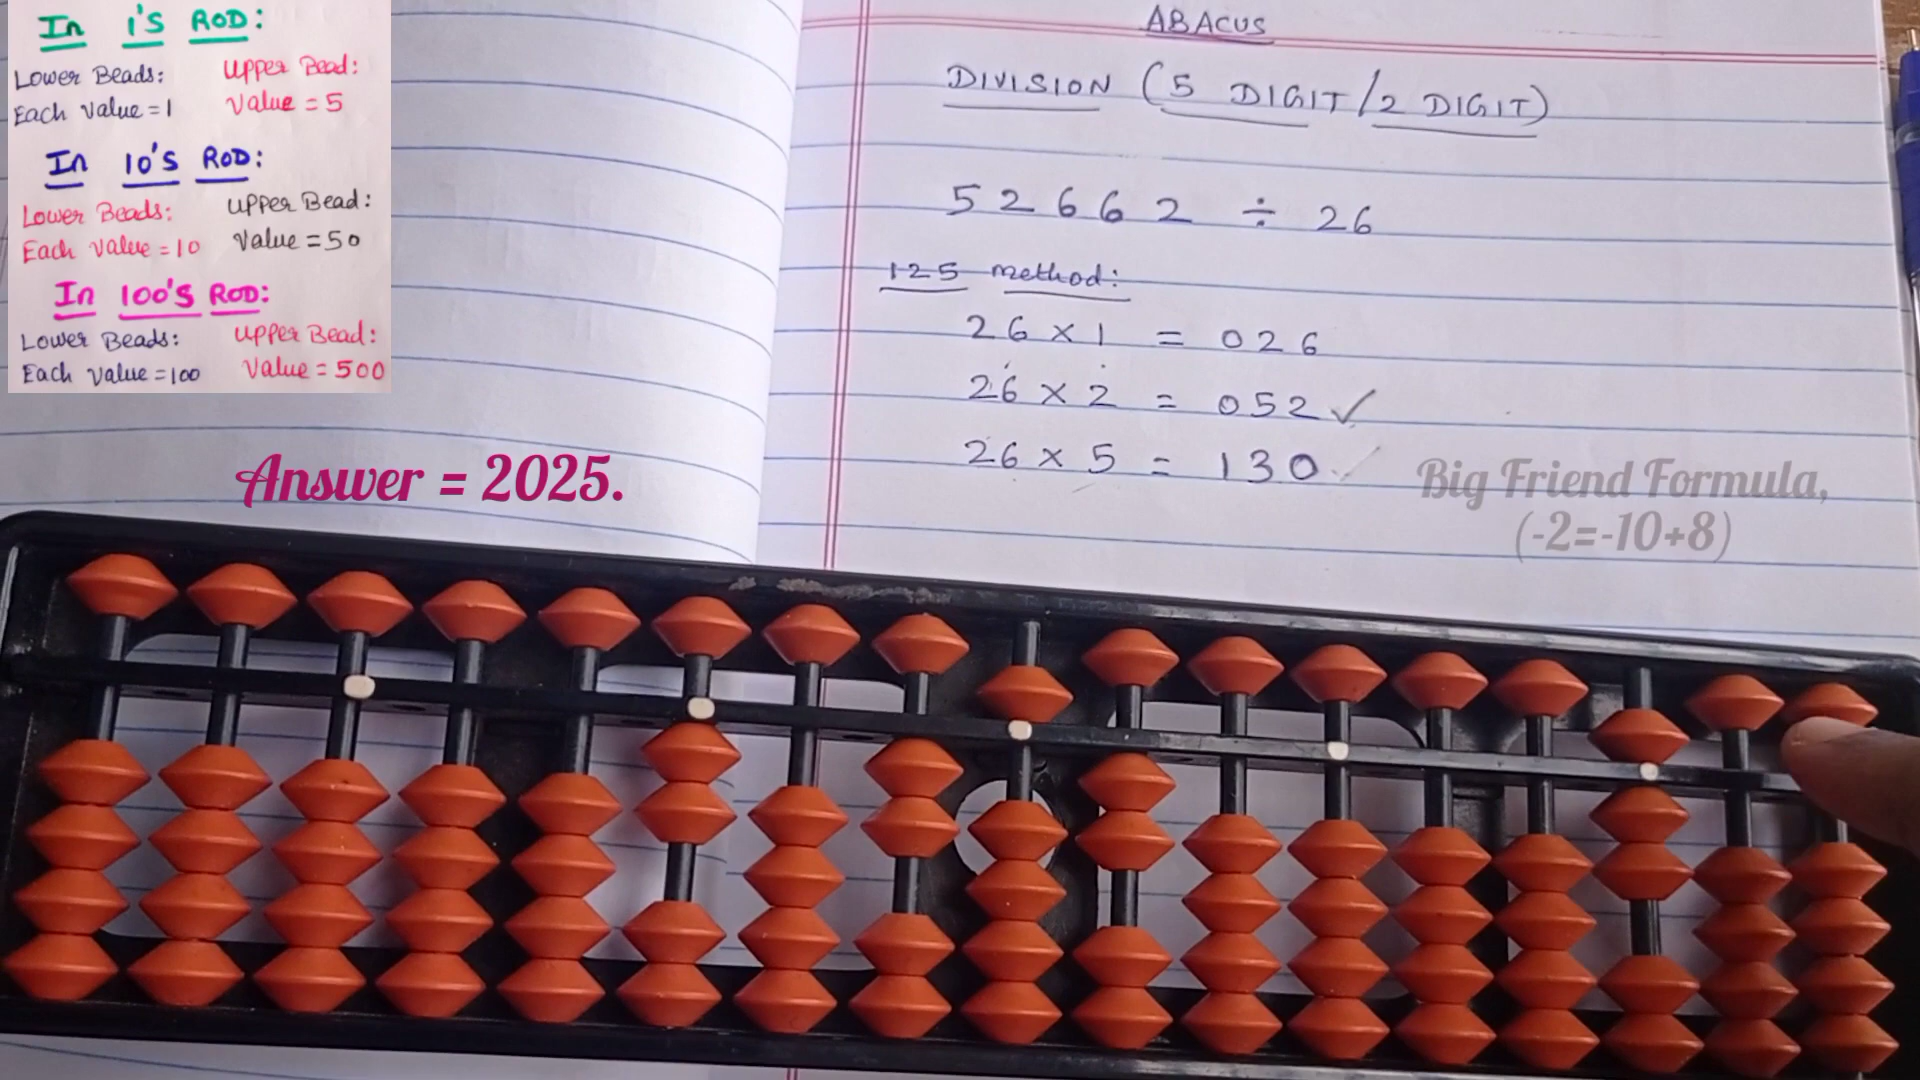 In 1'S ROD:
Lower Beads: Upper Bead:
Each Value = 1 Value = 5
In 10'S ROD:
Lower Beads: Upper Bead:
Each Value = 10 Value = 50
In 100'S ROD:
Lower Beads: Upper Bead:
Each Value = 100 Value = 500
ABACUS
DIVISION (5 DIGIT/2 DIGIT)
52662 ÷ 26
125 method:
26 × 1 = 026
26 × 2 = 052 ✓
26 × 5 = 130 ✓
Answer = 2025.
Big Friend Formula,
(-2=-10+8)